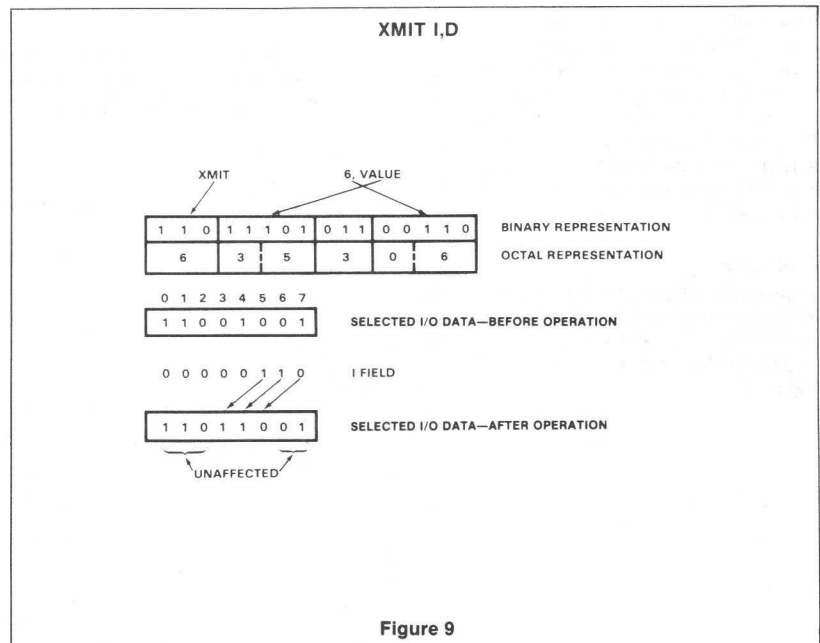 XMIT I,D
XMIT 6, VALUE
1 1 0 1 1 1 0 1 0 1 1 0 0 1 1 0 BINARY REPRESENTATION
6 3 5 3 0 6 OCTAL REPRESENTATION
0 1 2 3 4 5 6 7
1 1 0 0 1 0 0 1 SELECTED I/O DATA—BEFORE OPERATION
0 0 0 0 0 1 1 0 I FIELD
1 1 0 1 1 0 0 1 SELECTED I/O DATA—AFTER OPERATION
UNAFFECTED
Figure 9